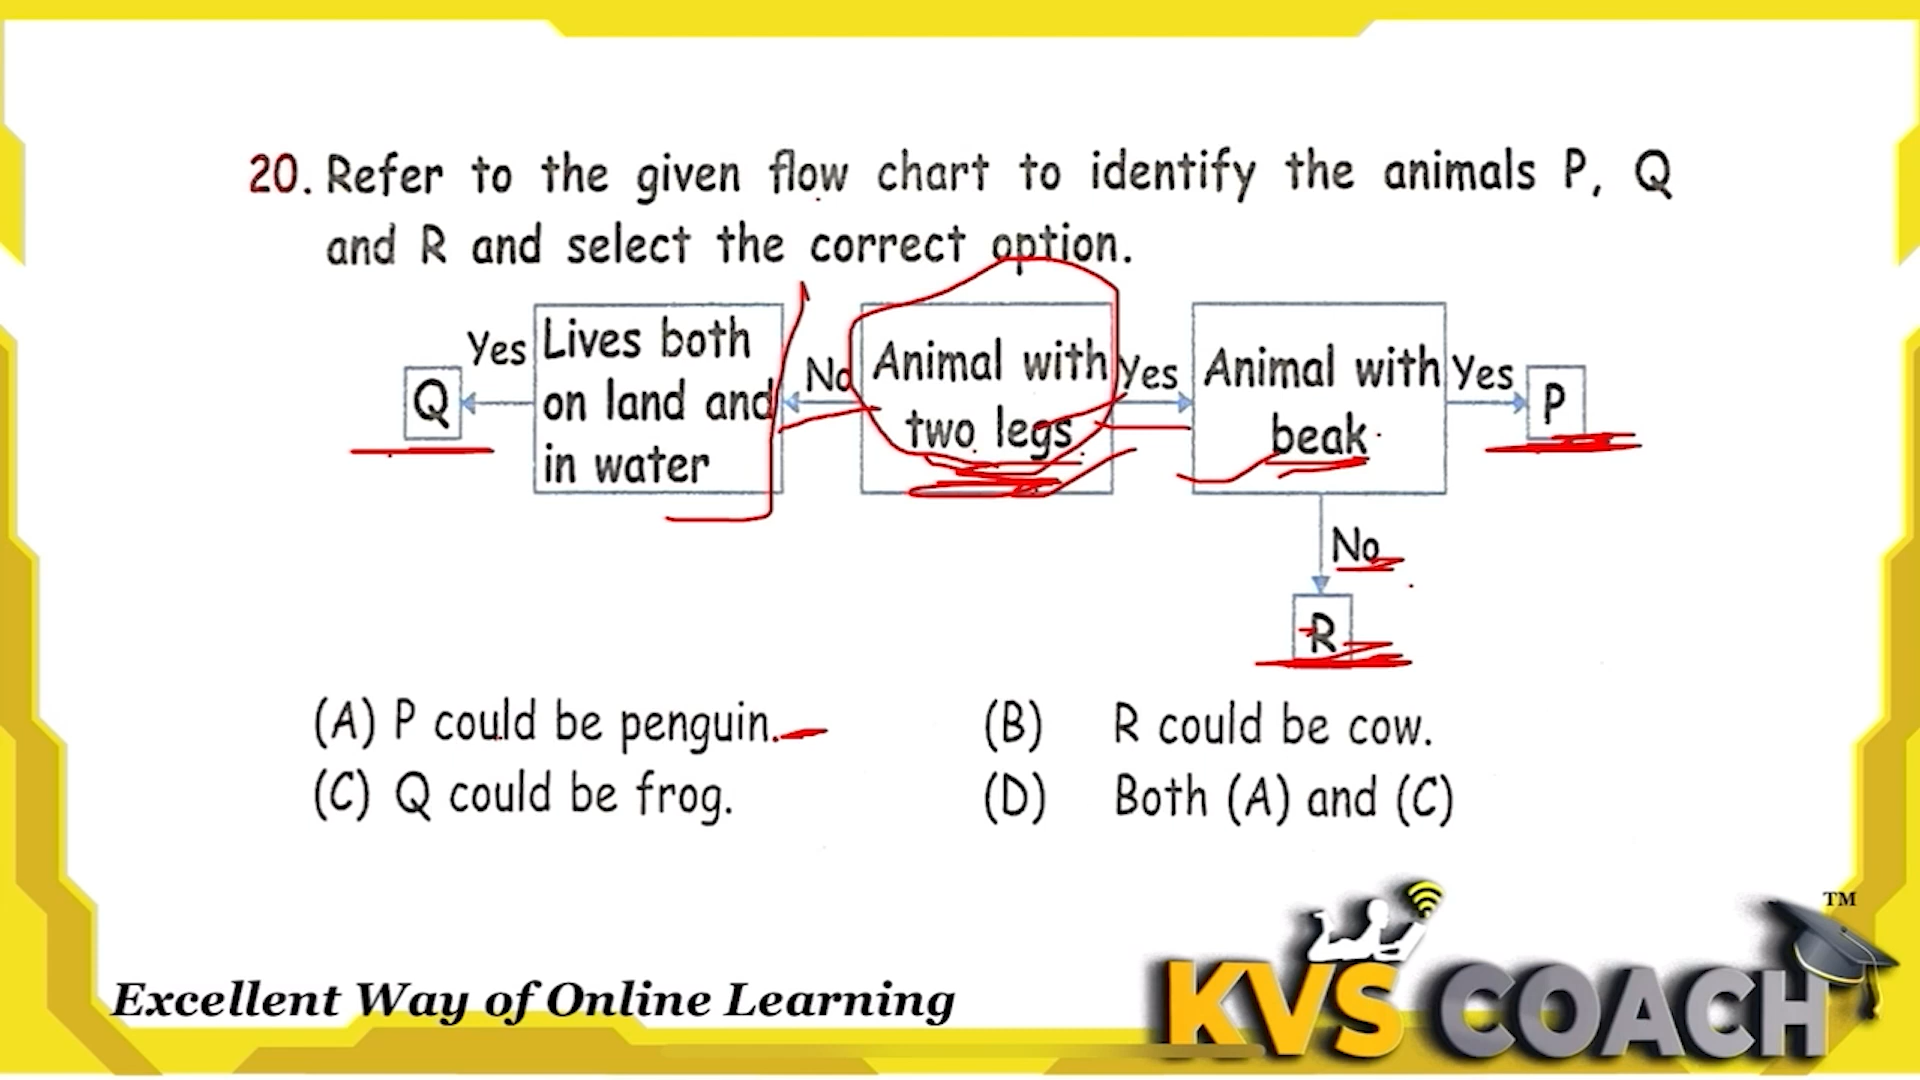 20. Refer to the given flow chart to identify the animals P, Q
and R and select the correct option.
Q
Yes
Lives both
on land and
in water
No
Animal with
two legs
Yes
Animal with
beak
Yes
P
No
R
(A) P could be penguin.
(B) R could be cow.
(C) Q could be frog.
(D) Both (A) and (C)
Excellent Way of Online Learning
KVS COACH
TM